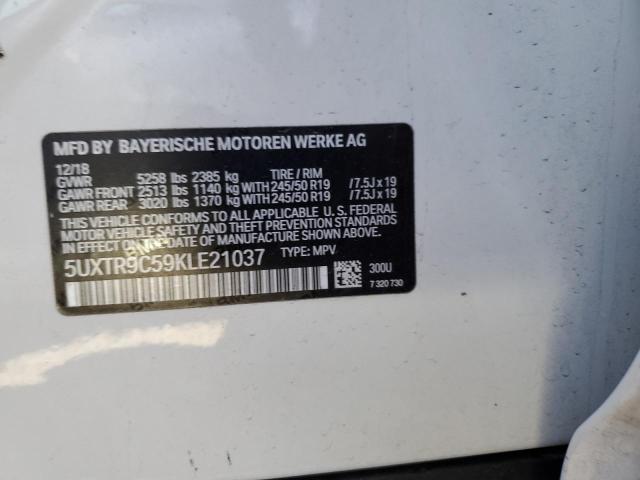 MFD BY BAYERISCHE MOTOREN WERKE AG
12/18
GVWR 5258 lbs 2385 kg TIRE / RIM
GAWR FRONT 2513 lbs 1140 kg WITH 245/50 R19 /7.5J x 19
GAWR REAR 3020 lbs 1370 kg WITH 245/50 R19 /7.5J x 19
THIS VEHICLE CONFORMS TO ALL APPLICABLE U. S. FEDERAL
MOTOR VEHICLE SAFETY AND THEFT
DATE OF MANUFACTURE SHOWN ABOVE.
5UXTR9C59KLE21037 TYPE: MPV
300U
7 320 730